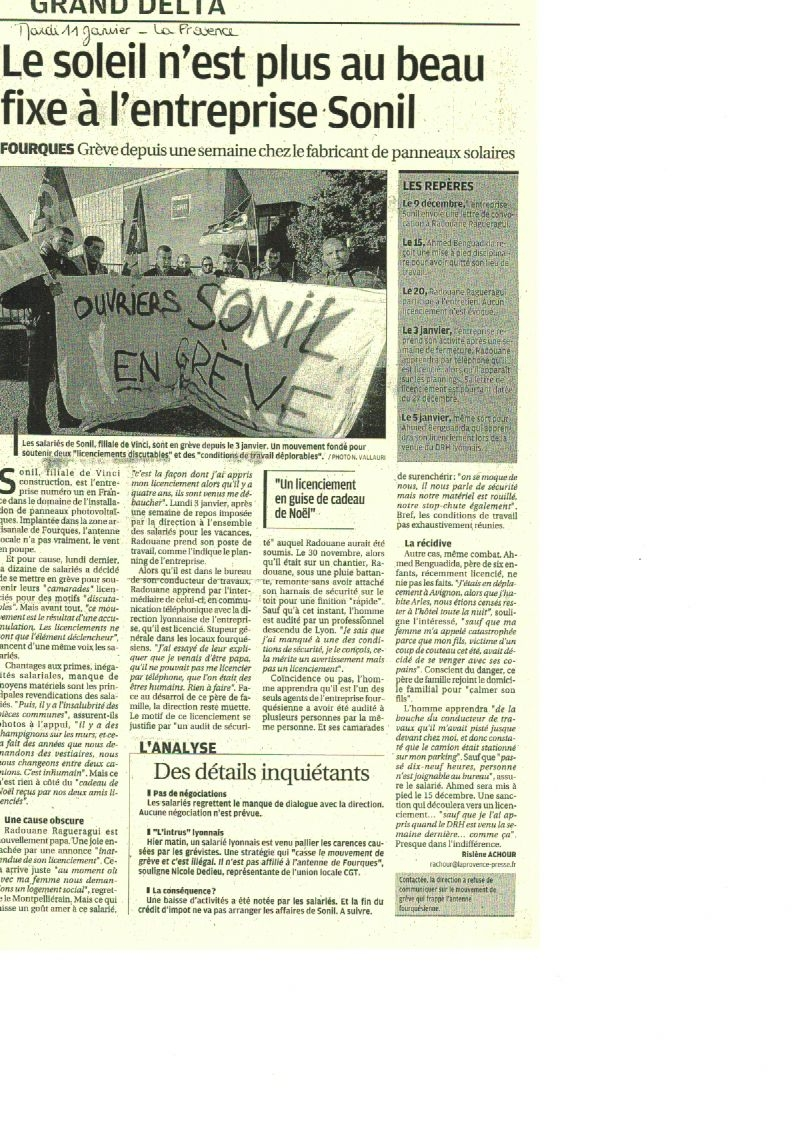 GRAND DELTA
Mardi 11 Janvier - La Provence
Le soleil n'est plus au beau
fixe à l'entreprise Sonil
FOURQUES Grève depuis une semaine chez le fabricant de panneaux solaires
OUVRIERS SONIL
EN GRÈVE
Les salariés de Sonil, filiale de Vinci, sont en grève depuis le 3 janvier. Un mouvement fondé pour
soutenir deux "licenciements discutables" et des "conditions de travail déplorables". / PHOTO N. VALLAURI
LES REPÈRES
Le 9 décembre, l'entreprise
Sonil envoie une lettre de convo-
cation à Radouane Ragueragui.
Le 15, Ahmed Benguadida re-
çoit une mise à pied disciplina-
ire pour avoir quitté son lieu de
travail.
Le 20, Radouane Ragueragui
participe à l'entretien. Aucun
licenciement n'est évoqué.
Le 3 janvier, l'entreprise re-
prend son activité après une se-
maine de fermeture. Radouane
apprendra par téléphone qu'il
est licencié, alors qu'il apparaît
sur les plannings. Sa lettre de
licenciement est pourtant datée
du 27 décembre.
Le 5 janvier, même sort pour
Ahmed Benguadida qui appren-
dra son licenciement lors de la
venue du DRH lyonnais.
Sonil, filiale de Vinci
construction, est l'entre-
prise numéro un en Fran-
ce dans le domaine de l'installa-
tion de panneaux photovoltaï-
ques. Implantée dans la zone ar-
tisanale de Fourques, l'antenne
locale n'a pas vraiment, le vent
en poupe.
Et pour cause, lundi dernier,
la dizaine de salariés a décidé
de se mettre en grève pour sou-
tenir leurs "camarades" licen-
ciés pour des motifs "discuta-
bles". Mais avant tout, "ce mou-
vement est le résultat d'une accu-
mulation. Les licenciements ne
sont que l'élément déclencheur",
lancent d'une même voix les sa-
lariés.
Chantages aux primes, inéga-
lités salariales, manque de
moyens matériels sont les prin-
cipales revendications des sala-
riés. "Puis, il y a l'insalubrité des
pièces communes", assurent-ils
photos à l'appui, "il y a des
champignons sur les murs, et ce-
la fait des années que nous de-
mandons des vestiaires, nous
nous changeons entre deux ca-
mions. C'est inhumain". Mais ce
n'est rien à côté du "cadeau de
Noël reçu par nos deux amis li-
cenciés".
Une cause obscure
Radouane Ragueragui est
nouvellement papa. Une joie en-
tachée par une annonce "inat-
tendue de son licenciement". Ce-
la arrive juste "au moment où
avec ma femme nous deman-
dons un logement social", regret-
te le Montpelliérain. Mais ce qui
laisse un goût amer à ce salarié,
"c'est la façon dont j'ai appris
mon licenciement alors qu'il y a
quatre ans, ils sont venus me dé-
baucher". Lundi 3 janvier, après
une semaine de repos imposée
par la direction à l'ensemble
des salariés pour les vacances,
Radouane prend son poste de
travail, comme l'indique le plan-
ning de l'entreprise.
Alors qu'il est dans le bureau
de son conducteur de travaux,
Radouane apprend par l'inter-
médiaire de celui-ci, en commu-
nication téléphonique avec la di-
rection lyonnaise de l'entrepri-
se, qu'il est licencié. Stupeur gé-
nérale dans les locaux fourqué-
siens. "J'ai essayé de leur expli-
quer que je venais d'être papa,
qu'il ne pouvait pas me licencier
par téléphone, que l'on était des
êtres humains. Rien à faire". Fa-
ce au désarroi de ce père de fa-
mille, la direction reste muette.
Le motif de ce licenciement se
justifie par "un audit de sécuri-
"Un licenciement
en guise de cadeau
de Noël"
té" auquel Radouane aurait été
soumis. Le 30 novembre, alors
qu'il était sur un chantier, Ra-
douane, sous une pluie battan-
te, remonte sans avoir attaché
son harnais de sécurité sur le
toit pour une finition "rapide".
Sauf qu'à cet instant, l'homme
est audité par un professionnel
descendu de Lyon. "Je sais que
j'ai manqué à une des condi-
tions de sécurité, je le conçois, ce-
la mérite un avertissement mais
pas un licenciement".
Coïncidence ou pas, l'hom-
me apprendra qu'il est l'un des
seuls agents de l'entreprise four-
quésienne a avoir été audité à
plusieurs personnes par la mê-
me personne. Et ses camarades
de surenchérir: "on se moque de
nous, il nous parle de sécurité
mais notre matériel est rouillé,
notre stop-chute également".
Bref, les conditions de travail
pas exhaustivement réunies.
La récidive
Autre cas, même combat. Ah-
med Benguadida, père de six en-
fants, récemment licencié, ne
nie pas les faits. "J'étais en dépla-
cement à Avignon, alors que j'ha-
bite Arles, nous étions censés res-
ter à l'hôtel toute la nuit", souli-
gne l'intéressé, "sauf que ma
femme m'a appelé catastrophés
parce que mon fils, victime d'un
coup de couteau cet été, avait dé-
cidé de se venger avec ses co-
pains". Conscient du danger, ce
père de famille rejoint le domici-
le familial pour "calmer son
fils".
L'homme apprendra "de la
bouche du conducteur de tra-
vaux qu'il m'avait pisté jusque
devant chez moi, et donc consta-
té que le camion était stationné
sur mon parking". Sauf que "pas-
sé dix-neuf heures, personne
n'est joignable au bureau", assu-
re le salarié. Ahmed sera mis à
pied le 15 décembre. Une sanc-
tion qui découlera vers un licen-
ciement... "sauf que je l'ai ap-
pris quand le DRH est venu la se-
maine dernière... comme ça".
Presque dans l'indifférence.
Rislène ACHOUR
rachour@laprovence-presse.fr
L'ANALYSE
Des détails inquiétants
Pas de négociations
Les salariés regrettent le manque de dialogue avec la direction.
Aucune négociation n'est prévue.
"L'intrus" lyonnais
Hier matin, un salarié lyonnais est venu pallier les carences cau-
sées par les grévistes. Une stratégie qui "casse le mouvement de
grève et c'est illégal. Il n'est pas affilié à l'antenne de Fourques",
souligne Nicole Dedieu, représentante de l'union locale CGT.
La conséquence ?
Une baisse d'activités a été notée par les salariés. Et la fin du
crédit d'impot ne va pas arranger les affaires de Sonil. A suivre.
Contactée, la direction a refusé de
communiquer sur le mouvement de
grève qui frappe l'antenne
fourquésienne.